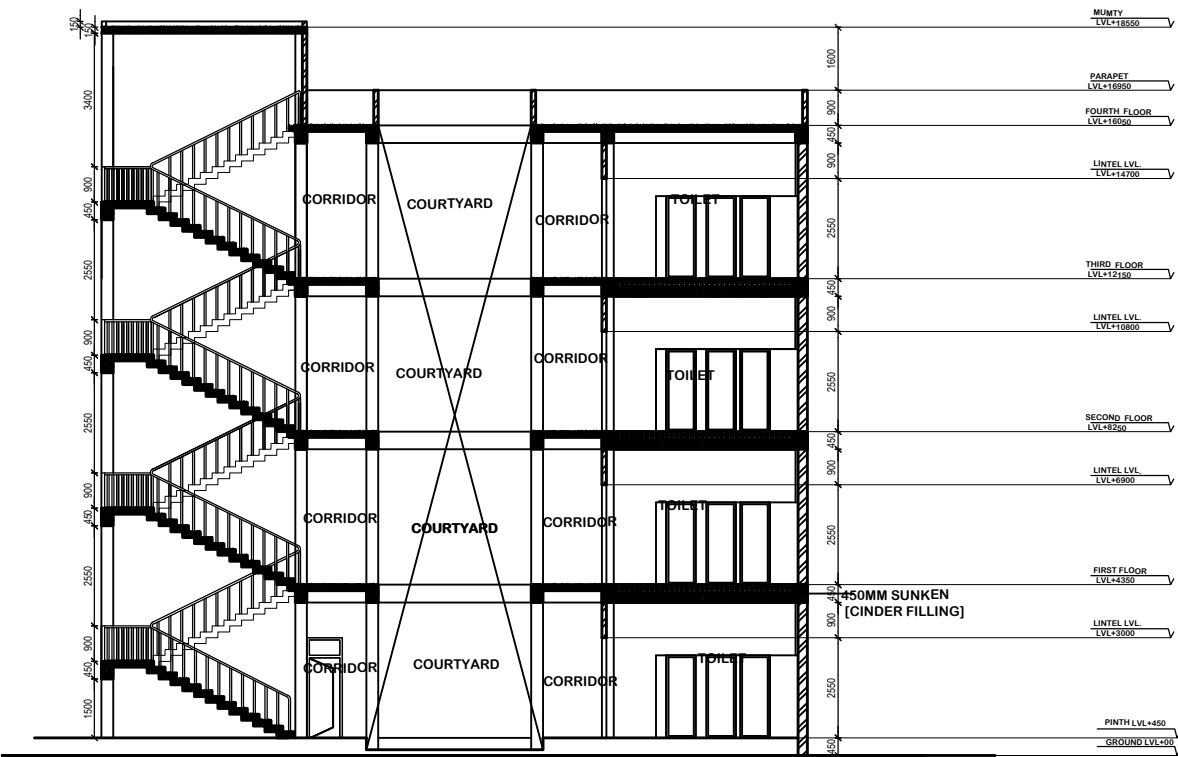 MUMTY
LVL+18550
PARAPET
LVL+16950
FOURTH FLOOR
LVL+16050
LINTEL LVL.
LVL+14700
THIRD FLOOR
LVL+12150
LINTEL LVL.
LVL+10800
SECOND FLOOR
LVL+8250
LINTEL LVL.
LVL+6900
FIRST FLOOR
LVL+4350
LINTEL LVL.
LVL+3000
PINTH LVL+450
GROUND LVL+00
150
150
3400
900
450
2550
900
450
2550
900
450
2550
900
450
1500
CORRIDOR
COURTYARD
CORRIDOR
TOILET
CORRIDOR
COURTYARD
CORRIDOR
TOILET
CORRIDOR
COURTYARD
CORRIDOR
TOILET
CORRIDOR
COURTYARD
CORRIDOR
TOILET
1600
900
450
900
2550
450
900
2550
450
900
2550
450
900
2550
450
450MM SUNKEN
[CINDER FILLING]